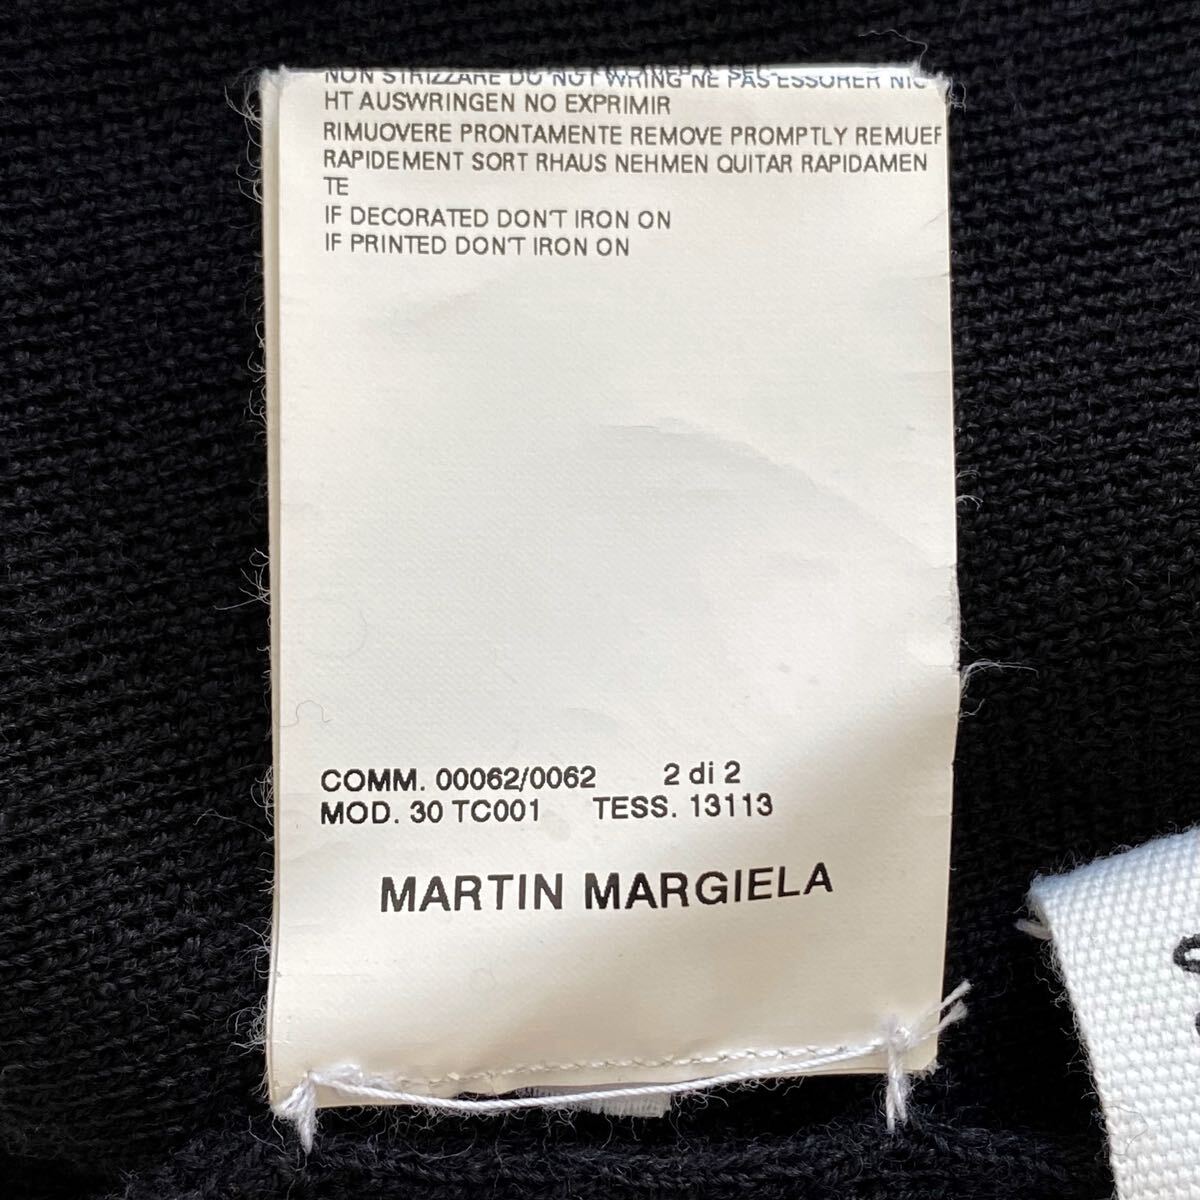 NON STRIZZARE DO NOT WRING NE PAS ESSORER NIC
HT AUSWRINGEN NO EXPRIMIR
RIMUOVERE PRONTAMENTE REMOVE PROMPTLY REMUEF
RAPIDEMENT SORT RHAUS NEHMEN QUITAR RAPIDAMEN
TE
IF DECORATED DON'T IRON ON
IF PRINTED DON'T IRON ON
COMM. 00062/0062 2 di 2
MOD. 30 TC001 TESS. 13113
MARTIN MARGIELA